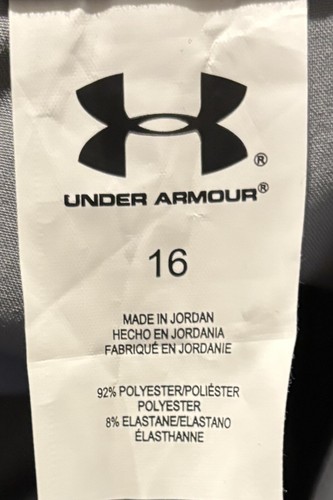 ®
UNDER ARMOUR®
16
MADE IN JORDAN
HECHO EN JORDANIA
FABRIQUÉ EN JORDANIE
92% POLYESTER/POLIÉSTER
POLYESTER
8% ELASTANE/ELASTANO
ÉLASTHANNE